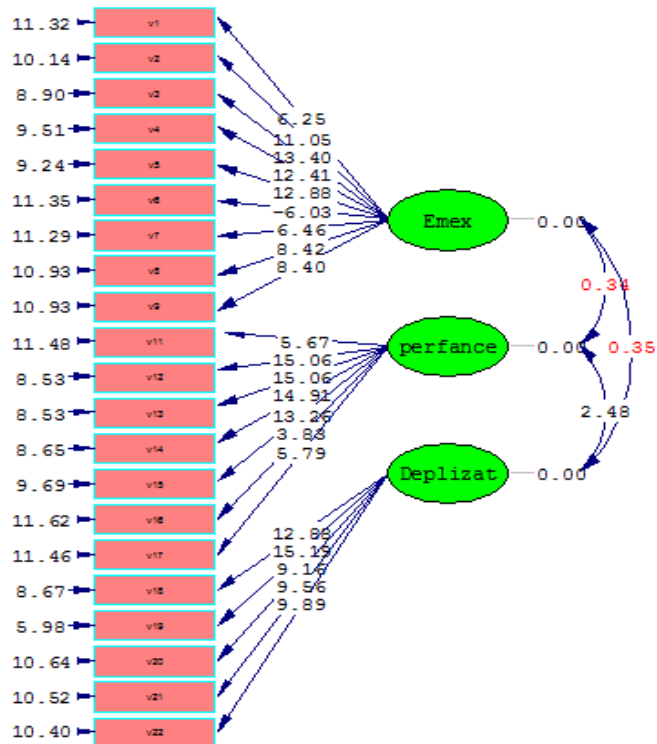 11.32 v1
10.14 v2
8.90 v3
9.51 v4
9.24 v5
11.35 v6
11.29 v7
10.93 v8
10.93 v9
11.48 v11
8.53 v12
8.53 v13
8.65 v14
9.69 v15
11.62 v16
11.46 v17
8.67 v18
5.98 v19
10.64 v20
10.52 v21
10.40 v22
6.25
11.05
13.40
12.41
12.88
-6.03
6.46
8.42
8.40
5.67
15.06
15.06
14.91
13.26
3.83
5.79
12.88
15.19
9.16
9.56
9.89
Emex 0.00
perfance 0.00
Deplizat 0.00
0.34
0.35
2.48